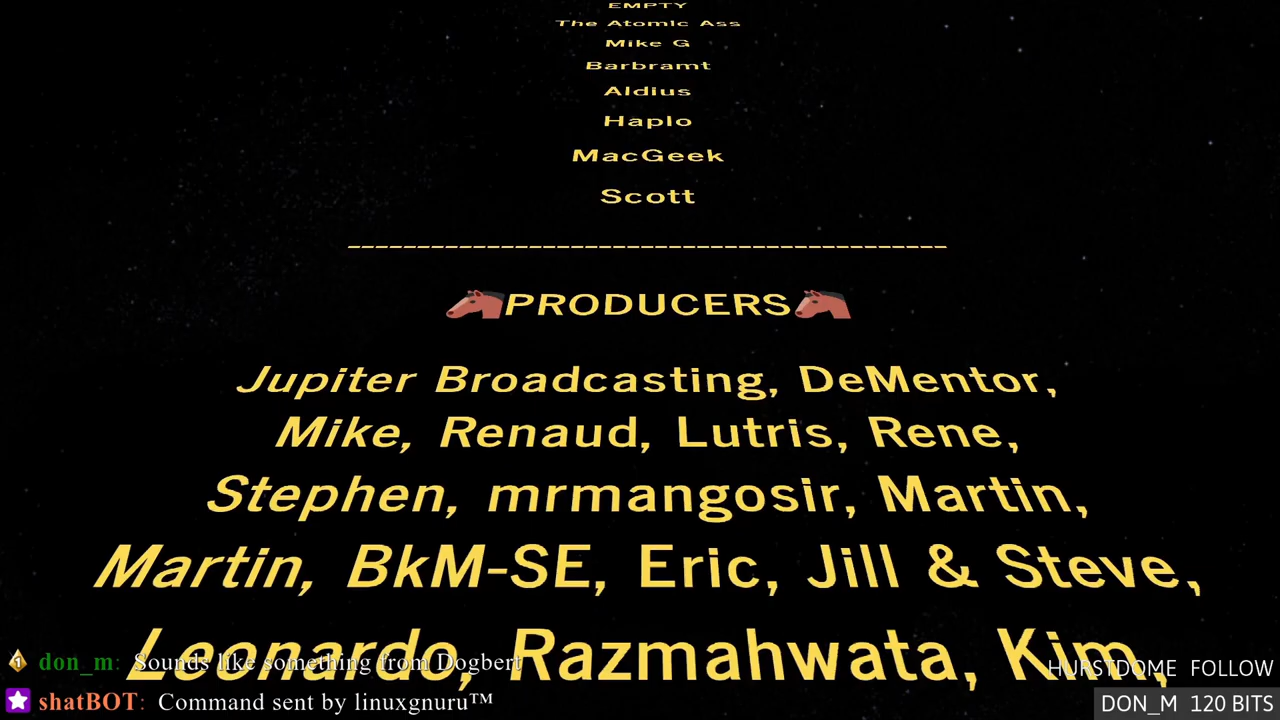 EMPTY
The Atomic Ass
Mike G
Barbramt
Aldius
Haplo
MacGeek
Scott
-------------------------------------------
PRODUCERS
Jupiter Broadcasting, DeMentor,
Mike, Renaud, Lutris, Rene,
Stephen, mrmangosir, Martin,
Martin, BkM-SE, Eric, Jill & Steve,
Leonardo, Razmahwata, Kim,
don_m: Sounds like something from Dogbert
HURSTDOME FOLLOW
shatBOT: Command sent by linuxgnuru™
DON_M 120 BITS